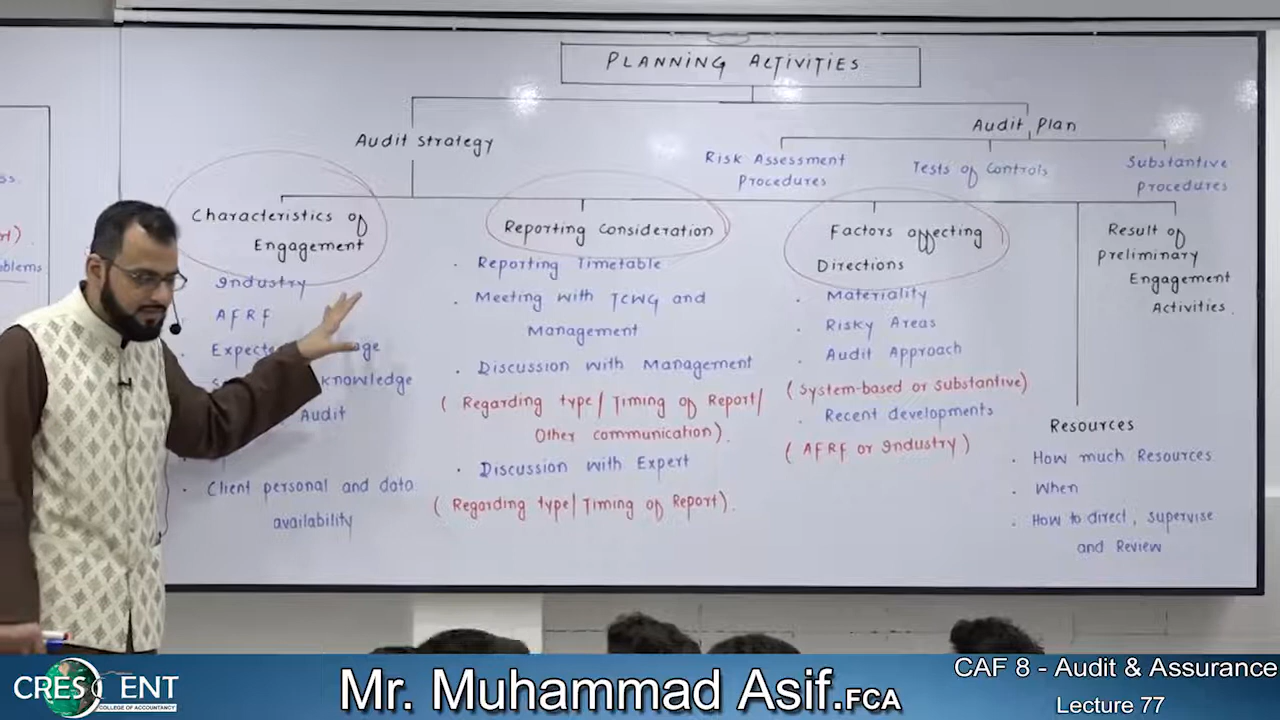 PLANNING ACTIVITIES
Audit Strategy
Audit Plan
Risk Assessment
Procedures
Tests of Controls
Substantive
Procedures
Characteristics of
Engagement
Industry
AFRF
knowledge
Audit
Client personal and data
availability
Reporting Consideration
Reporting Timetable
Meeting with TCWG and
Management
Discussion with Management
(Regarding type/Timing of Report/
Other communication).
Discussion with Expert
(Regarding type/Timing of Report).
Factors affecting
Directions
Materiality
Risky Areas
Audit Approach
(System-based or substantive)
Recent developments
(AFRF or Industry)
Result of
preliminary
Engagement
Activities.
Resources
How much Resources
When
How to direct, supervise
and Review
CRESCENT
COLLEGE OF ACCOUNTANCY
Mr. Muhammad Asif.FCA
CAF 8 - Audit & Assurance
Lecture 77